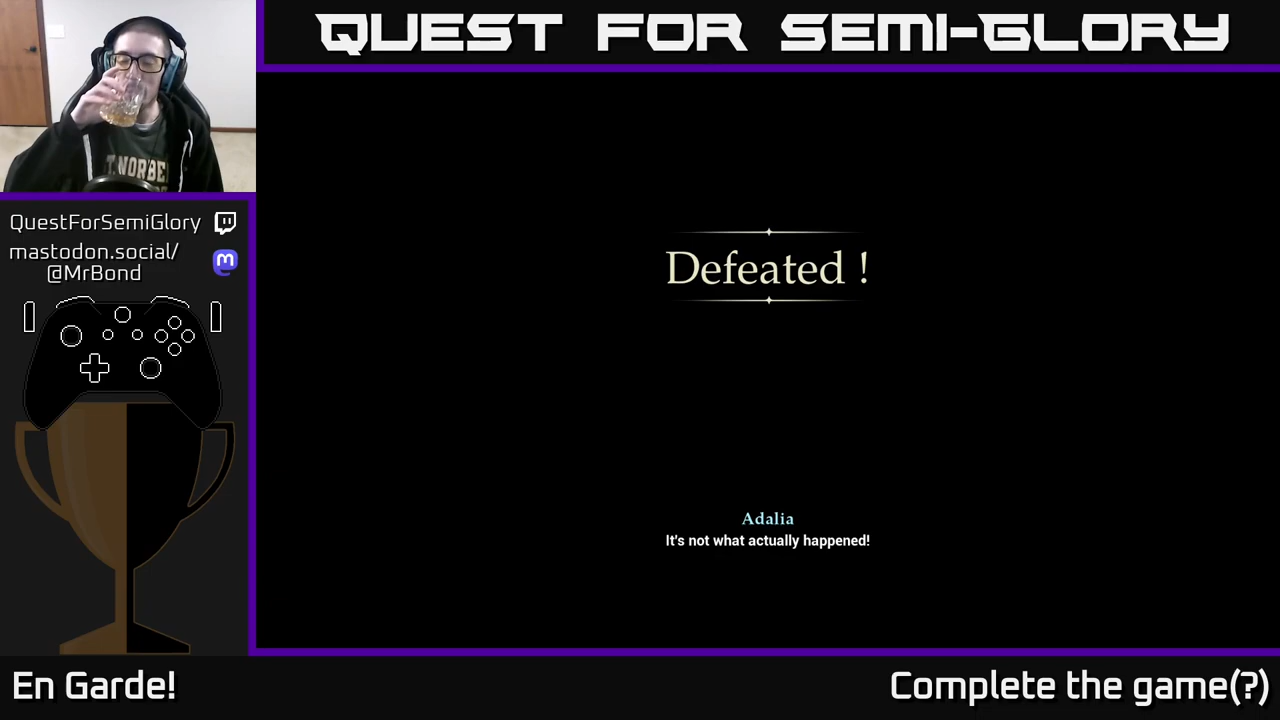 QUEST FOR SEMI-GLORY
QuestForSemiGlory
mastodon.social/
@MrBond
Defeated !
Adalia
It's not what actually happened!
En Garde!
Complete the game(?)